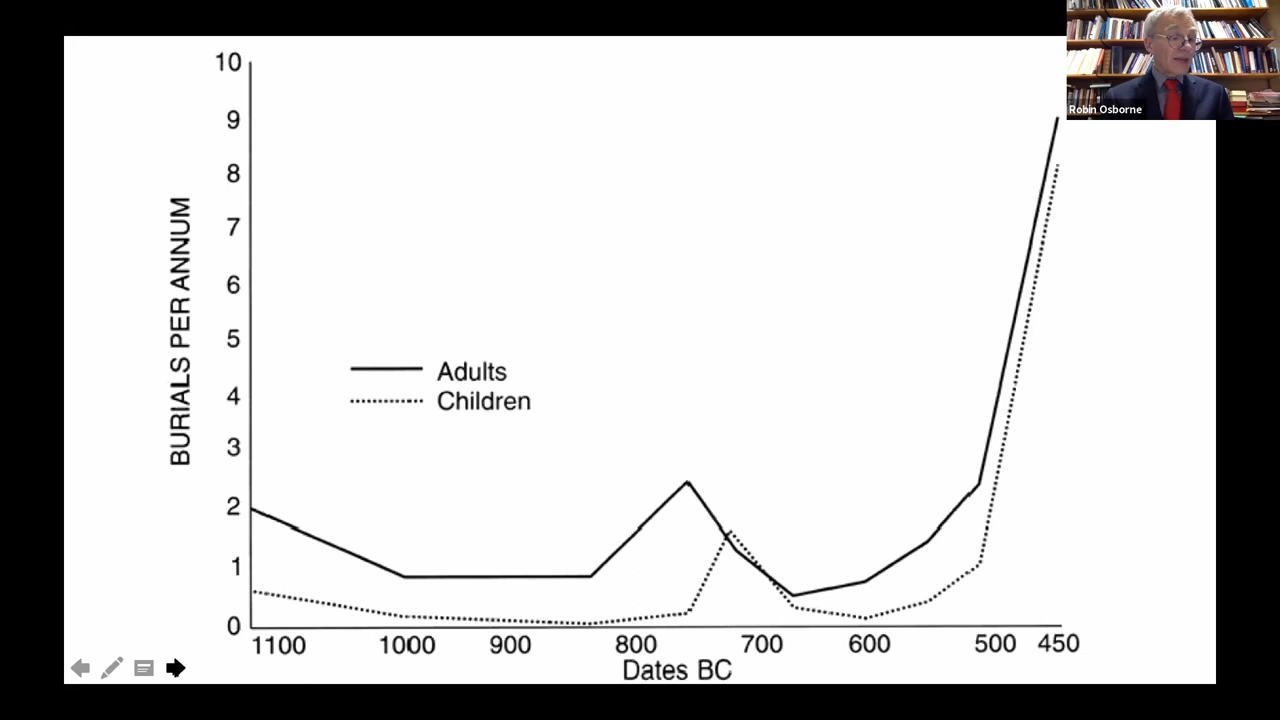 Robin Osborne
10
9
8
7
6
5
4
3
2
1
0
BURIALS PER ANNUM
Adults
Children
1100 1000 900 800 700 600 500 450
Dates BC